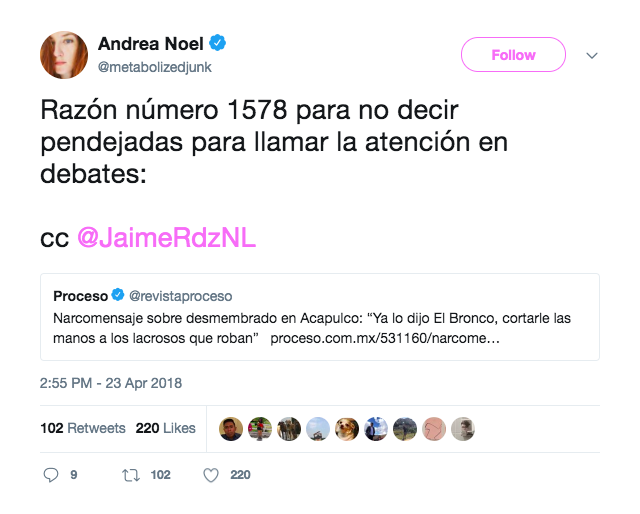 Andrea Noel
@metabolizedjunk
Follow
Razón número 1578 para no decir
pendejadas para llamar la atención en
debates:
cc @JaimeRdzNL
Proceso @revistaproceso
Narcomensaje sobre desmembrado en Acapulco: “Ya lo dijo El Bronco, cortarle las
manos a los lacrosos que roban” proceso.com.mx/531160/narcome…
2:55 PM - 23 Apr 2018
102 Retweets 220 Likes
9 102 220